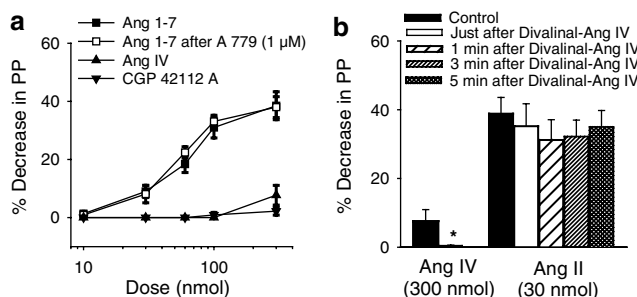 a
Ang 1-7
Ang 1-7 after A 779 (1 µM)
Ang IV
CGP 42112 A
60
40
20
0
% Decrease in PP
10
100
Dose (nmol)
b
Control
Just after Divalinal-Ang IV
1 min after Divalinal-Ang IV
3 min after Divalinal-Ang IV
5 min after Divalinal-Ang IV
60
40
20
0
% Decrease in PP
*
Ang IV
(300 nmol)
Ang II
(30 nmol)